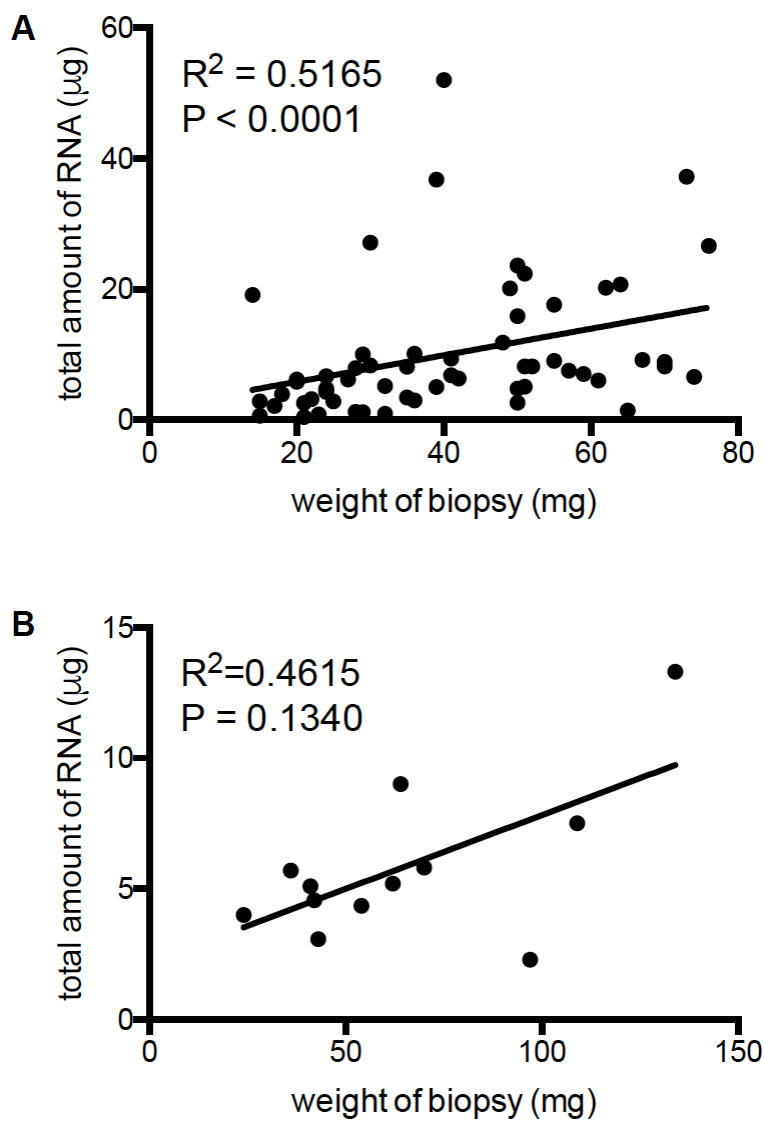 A
60
R² = 0.5165
P < 0.0001
40
20
0
total amount of RNA (µg)
0 20 40 60 80
weight of biopsy (mg)
B
15
R²=0.4615
P = 0.1340
10
5
0
total amount of RNA (µg)
0 50 100 150
weight of biopsy (mg)